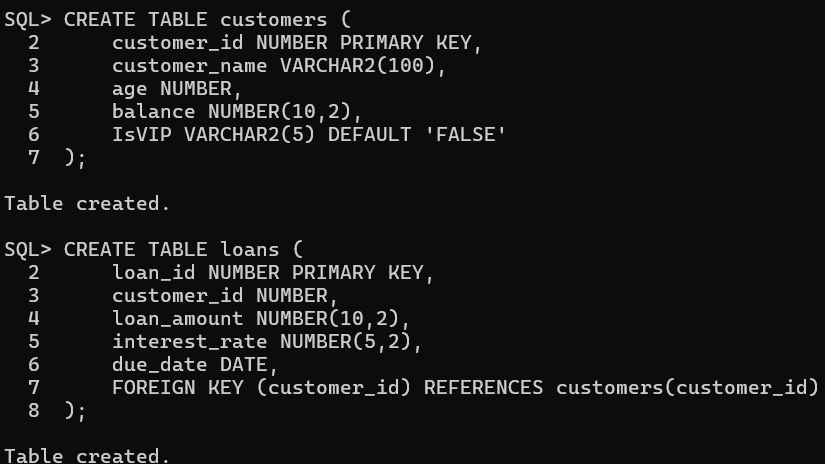 SQL> CREATE TABLE customers (
  2      customer_id NUMBER PRIMARY KEY,
  3      customer_name VARCHAR2(100),
  4      age NUMBER,
  5      balance NUMBER(10,2),
  6      IsVIP VARCHAR2(5) DEFAULT 'FALSE'
  7  );
Table created.
SQL> CREATE TABLE loans (
  2      loan_id NUMBER PRIMARY KEY,
  3      customer_id NUMBER,
  4      loan_amount NUMBER(10,2),
  5      interest_rate NUMBER(5,2),
  6      due_date DATE,
  7      FOREIGN KEY (customer_id) REFERENCES customers(customer_id)
  8  );
Table created.